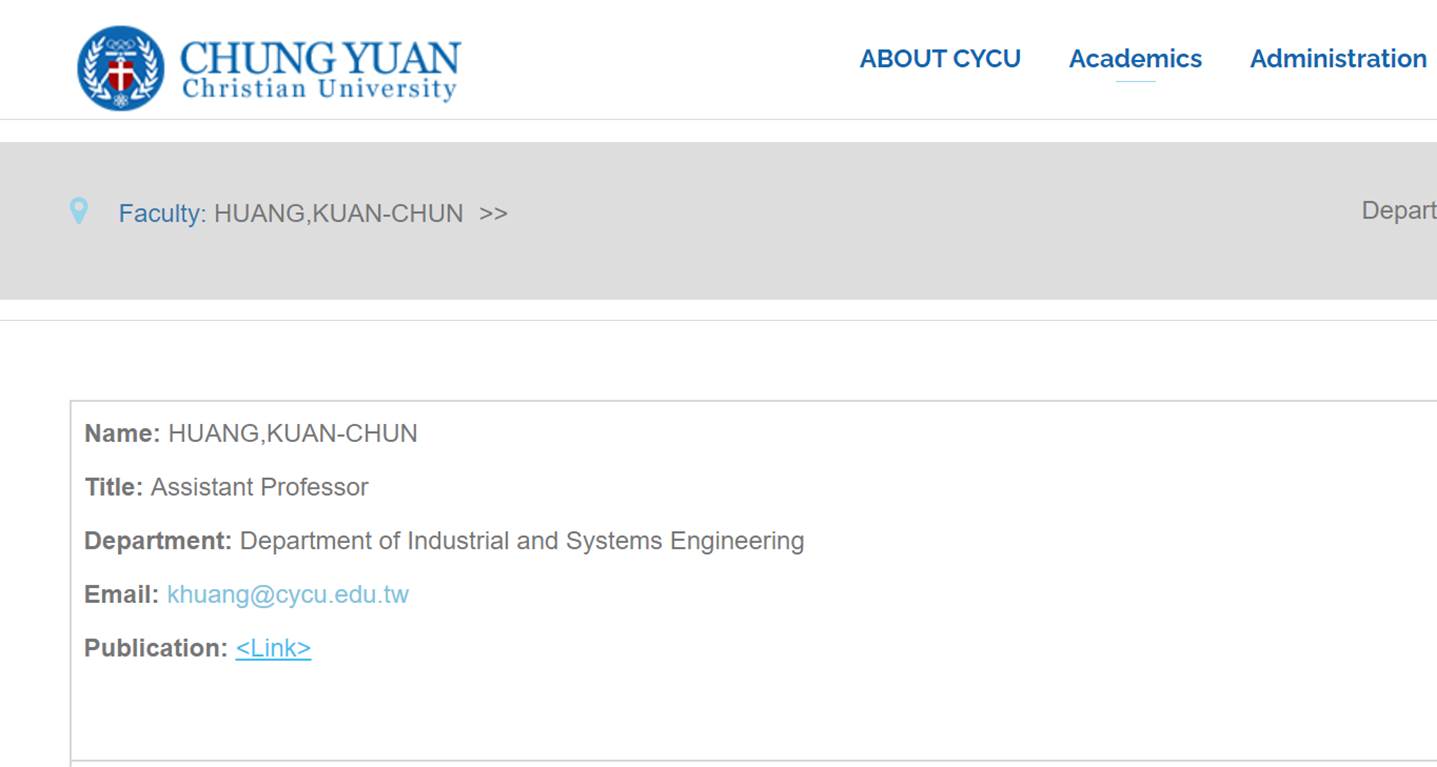 CHUNG YUAN
Christian University
ABOUT CYCU Academics Administration
Faculty: HUANG,KUAN-CHUN >>
Depart
Name: HUANG,KUAN-CHUN
Title: Assistant Professor
Department: Department of Industrial and Systems Engineering
Email: khuang@cycu.edu.tw
Publication: <Link>